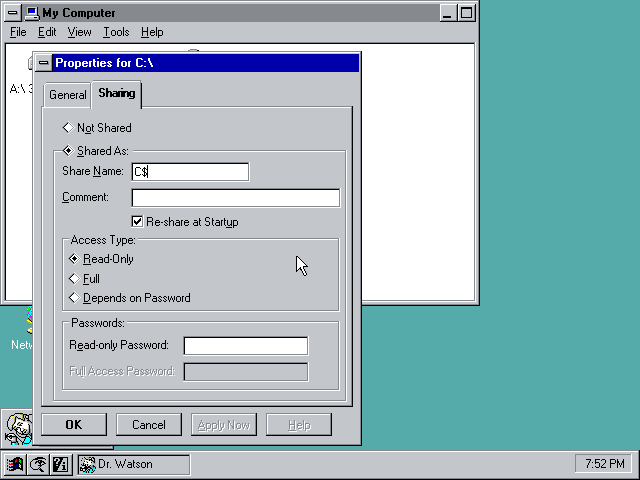 My Computer
File Edit View Tools Help
A:\ 3
Properties for C:\
General Sharing
Not Shared
Shared As:
Share Name: C$
Comment:
Re-share at Startup
Access Type:
Read-Only
Full
Depends on Password
Passwords:
Read-only Password:
Full Access Password:
OK Cancel Apply Now Help
Dr. Watson 7:52 PM